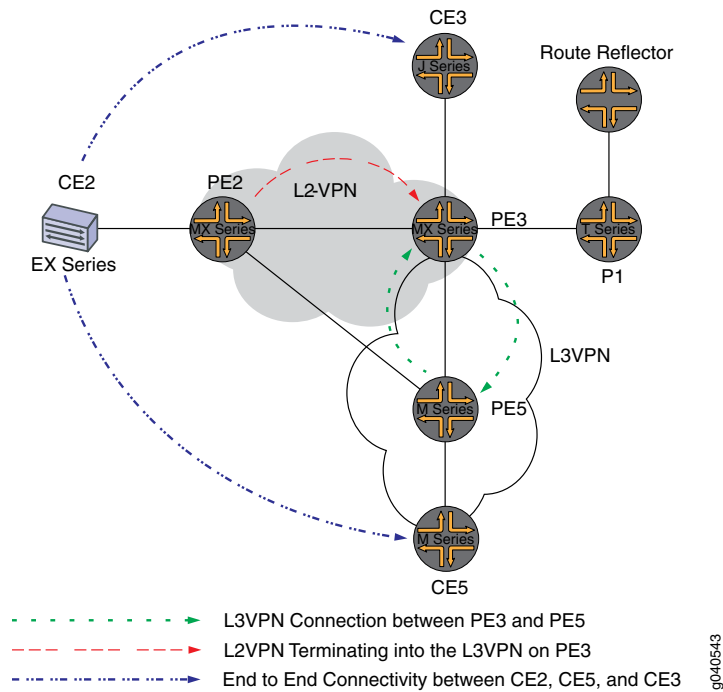 CE3
J Series
Route Reflector
CE2
EX Series
PE2
MX Series
L2-VPN
MX Series
PE3
T Series
P1
L3VPN
M Series
PE5
M Series
CE5
L3VPN Connection between PE3 and PE5
L2VPN Terminating into the L3VPN on PE3
End to End Connectivity between CE2, CE5, and CE3
g040543